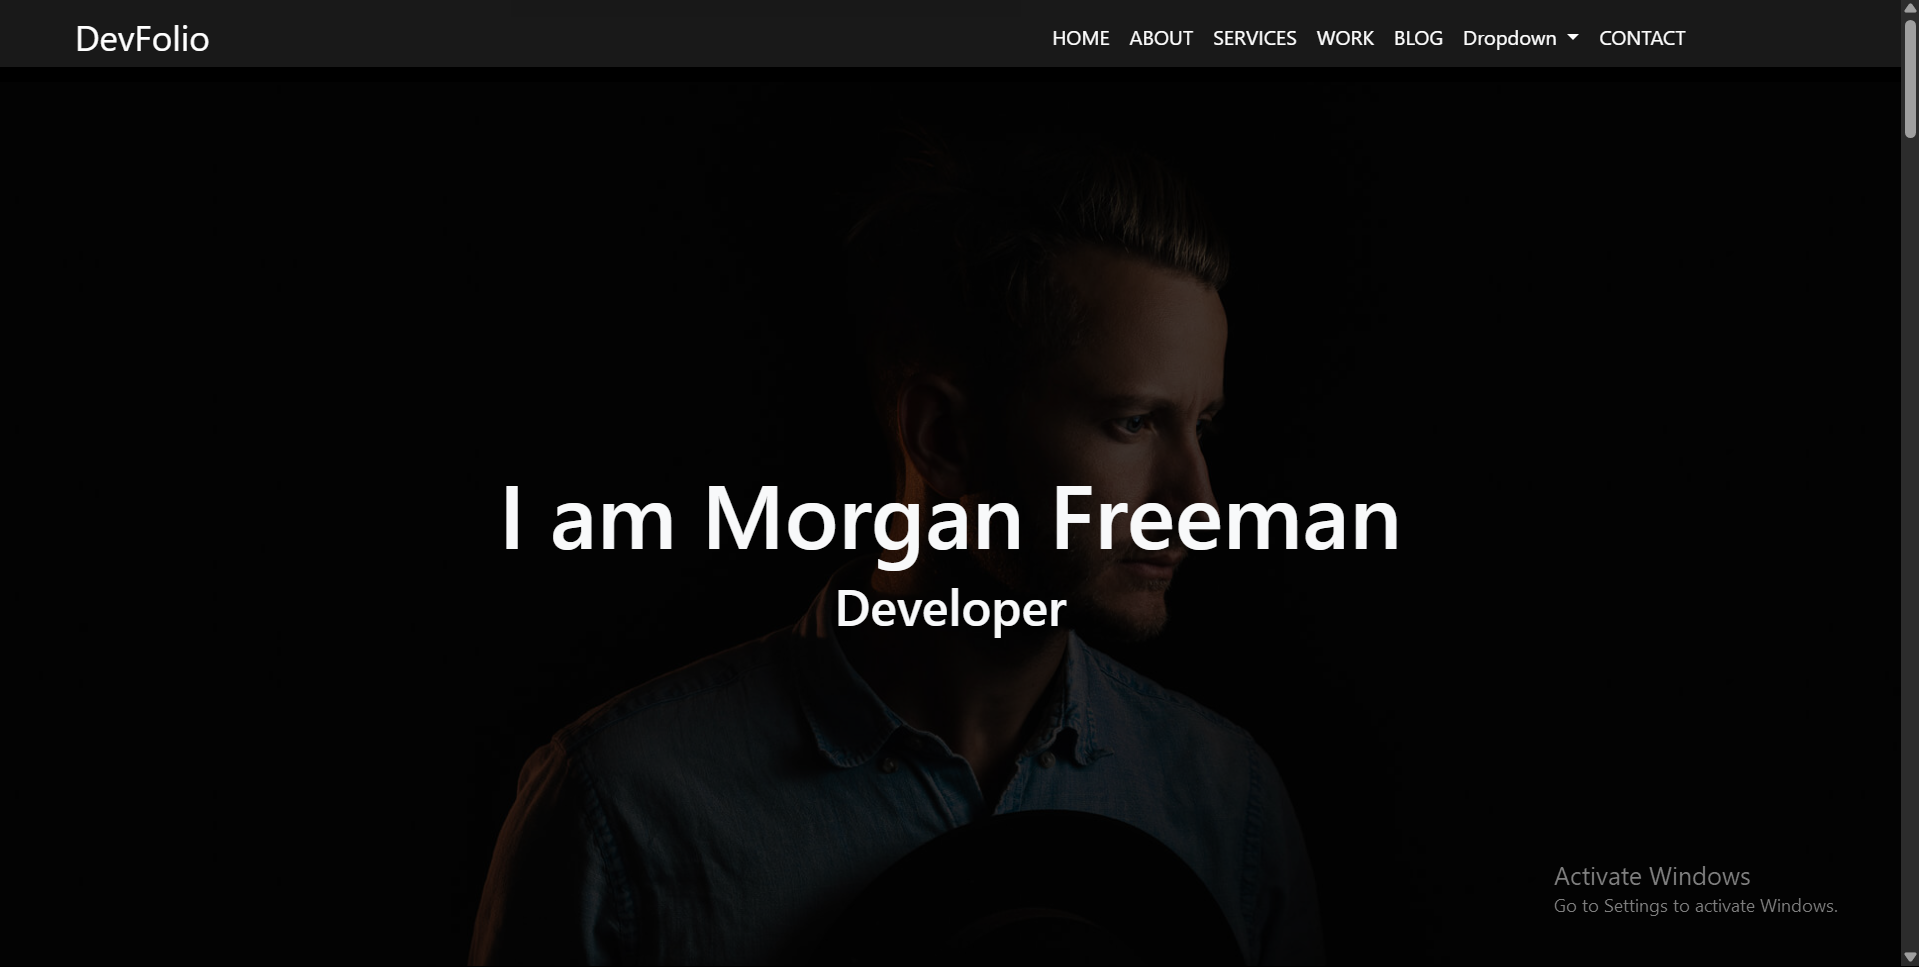 DevFolio
HOME ABOUT SERVICES WORK BLOG Dropdown CONTACT
I am Morgan Freeman
Developer
Activate Windows
Go to Settings to activate Windows.